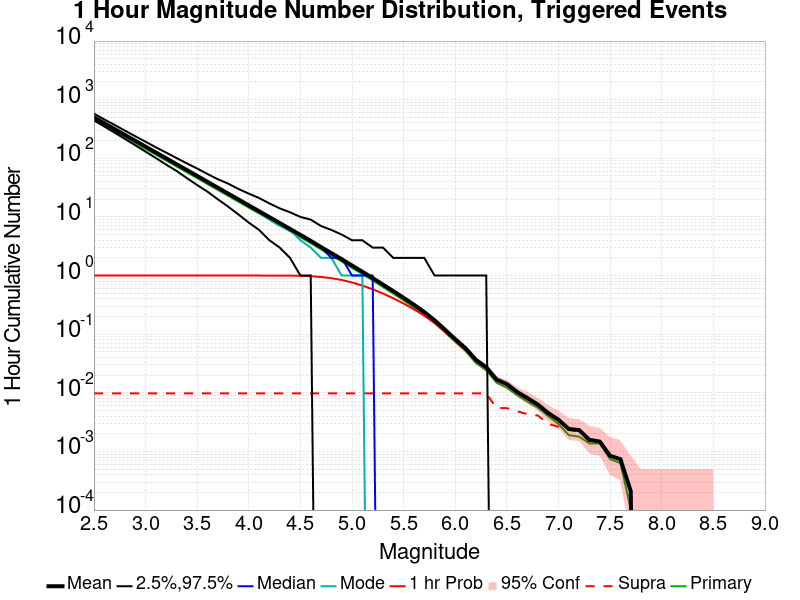 1 Hour Magnitude Number Distribution, Triggered Events
1 Hour Cumulative Number
10^4
10^3
10^2
10^1
10^0
10^-1
10^-2
10^-3
10^-4
2.5 3.0 3.5 4.0 4.5 5.0 5.5 6.0 6.5 7.0 7.5 8.0 8.5 9.0
Magnitude
Mean 2.5%,97.5% Median Mode 1 hr Prob 95% Conf Supra Primary